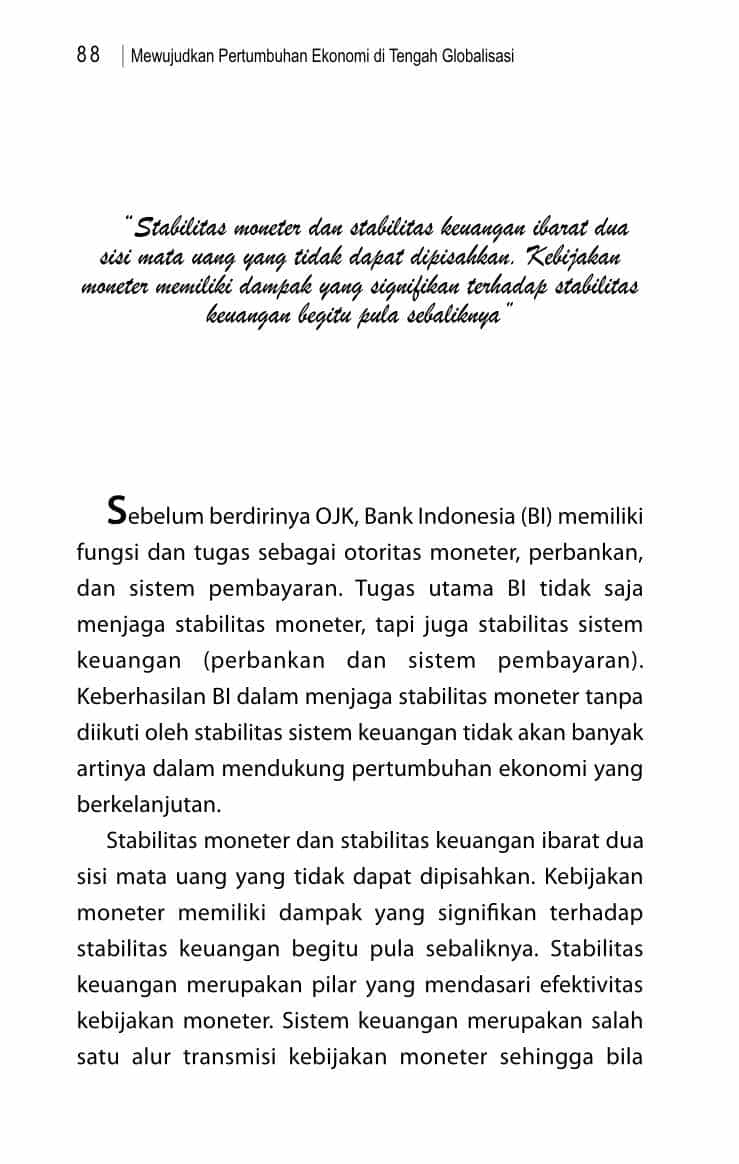 88 | Mewujudkan Pertumbuhan Ekonomi di Tengah Globalisasi
"Stabilitas moneter dan stabilitas keuangan ibarat dua
sisi mata uang yang tidak dapat dipisahkan. Kebijakan
moneter memiliki dampak yang signifikan terhadap stabilitas
keuangan begitu pula sebaliknya"
Sebelum berdirinya OJK, Bank Indonesia (BI) memiliki
fungsi dan tugas sebagai otoritas moneter, perbankan,
dan sistem pembayaran. Tugas utama BI tidak saja
menjaga stabilitas moneter, tapi juga stabilitas sistem
keuangan (perbankan dan sistem pembayaran).
Keberhasilan BI dalam menjaga stabilitas moneter tanpa
diikuti oleh stabilitas sistem keuangan tidak akan banyak
artinya dalam mendukung pertumbuhan ekonomi yang
berkelanjutan.
Stabilitas moneter dan stabilitas keuangan ibarat dua
sisi mata uang yang tidak dapat dipisahkan. Kebijakan
moneter memiliki dampak yang signifikan terhadap
stabilitas keuangan begitu pula sebaliknya. Stabilitas
keuangan merupakan pilar yang mendasari efektivitas
kebijakan moneter. Sistem keuangan merupakan salah
satu alur transmisi kebijakan moneter sehingga bila